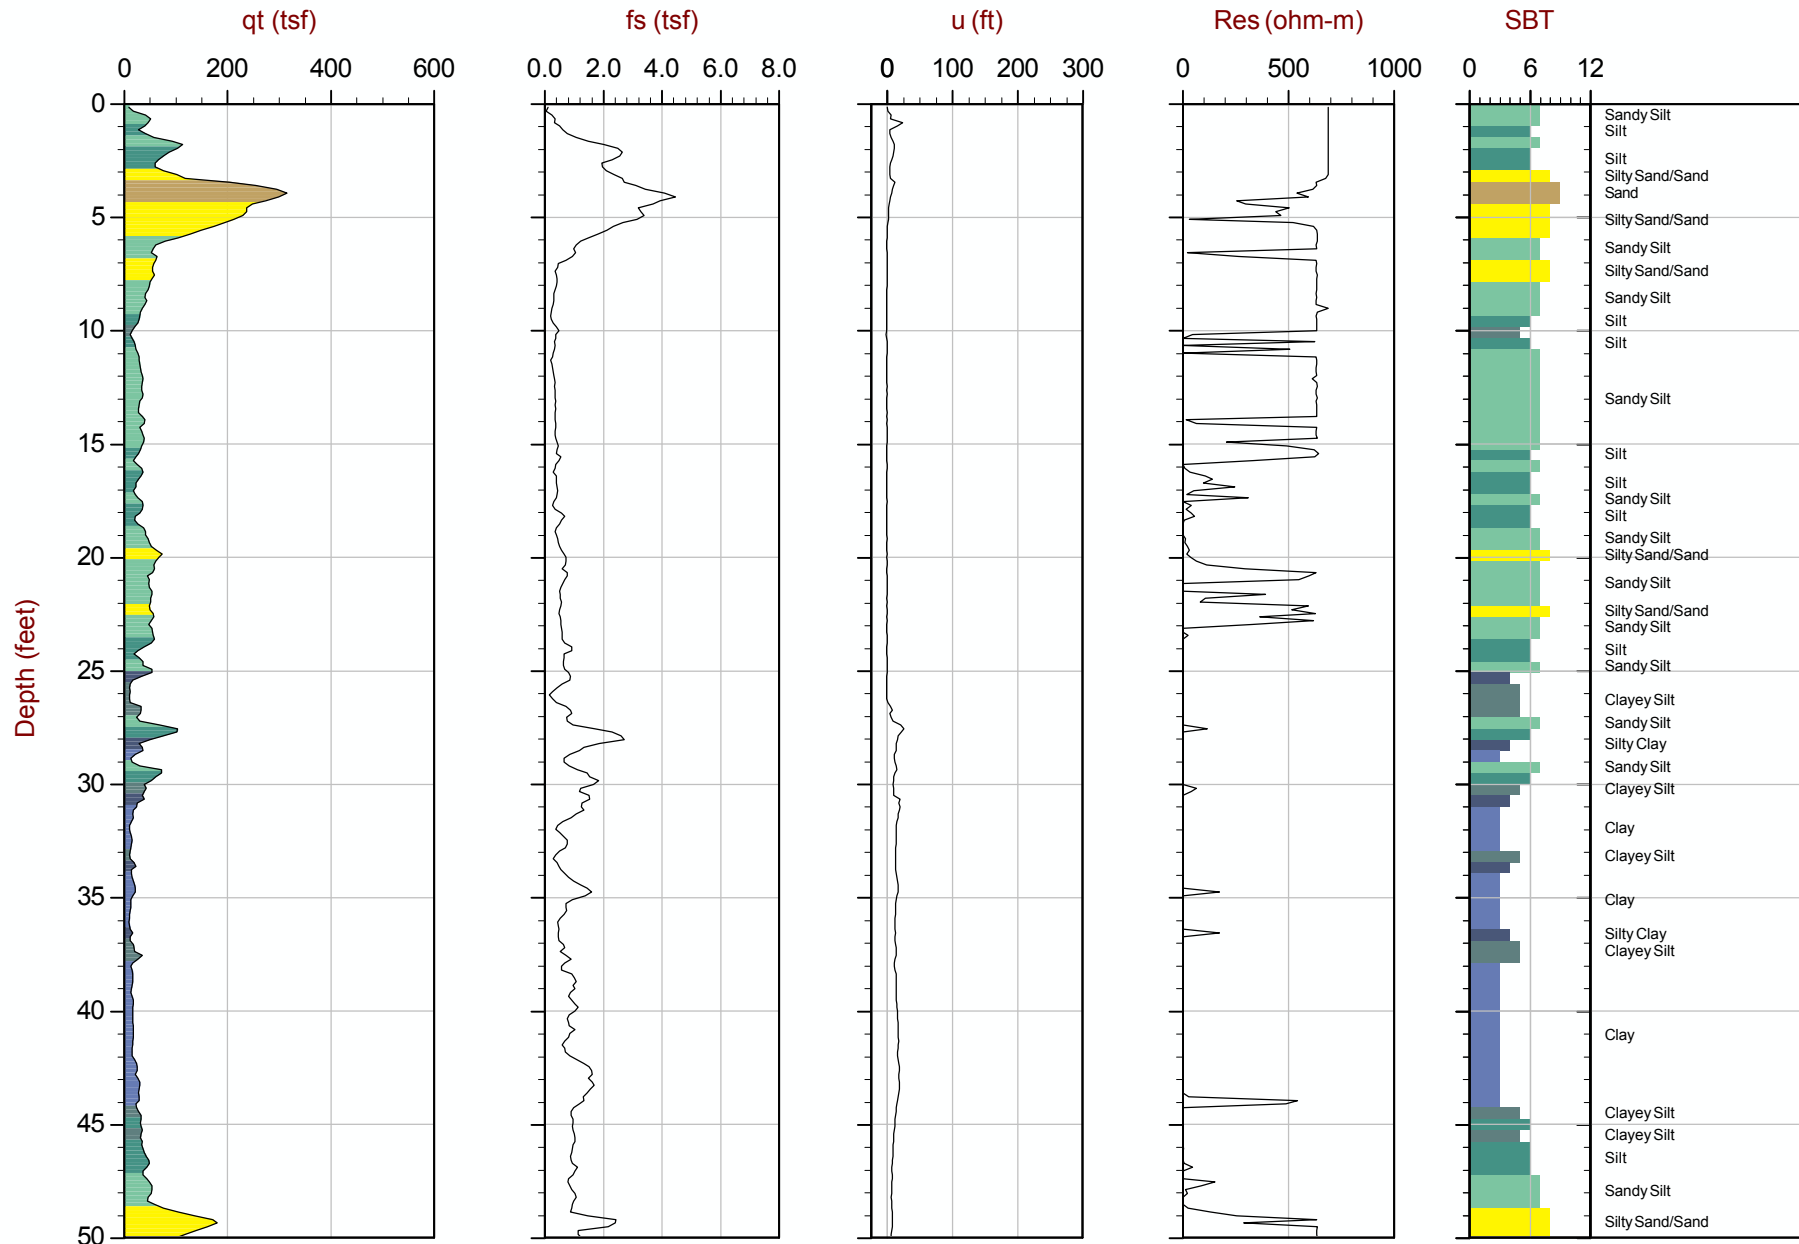 qt (tsf) fs (tsf) u (ft) Res (ohm-m) SBT
0 200 400 600 0.0 2.0 4.0 6.0 8.0 0 100 200 300 0 500 1000 0 6 12
0
Sandy Silt
Silt
Silt
Silty Sand/Sand
Sand
5
Silty Sand/Sand
Sandy Silt
Silty Sand/Sand
Sandy Silt
Silt
10
Silt
Sandy Silt
15
Silt
Silt
Sandy Silt
Silt
Sandy Silt
20
Silty Sand/Sand
Sandy Silt
Silty Sand/Sand
Sandy Silt
Silt
Sandy Silt
25
Clayey Silt
Sandy Silt
Silty Clay
Sandy Silt
30
Clayey Silt
Clay
Clayey Silt
35
Clay
Silty Clay
Clayey Silt
40
Clay
Clayey Silt
45
Clayey Silt
Silt
Sandy Silt
Silty Sand/Sand
50
Depth (feet)